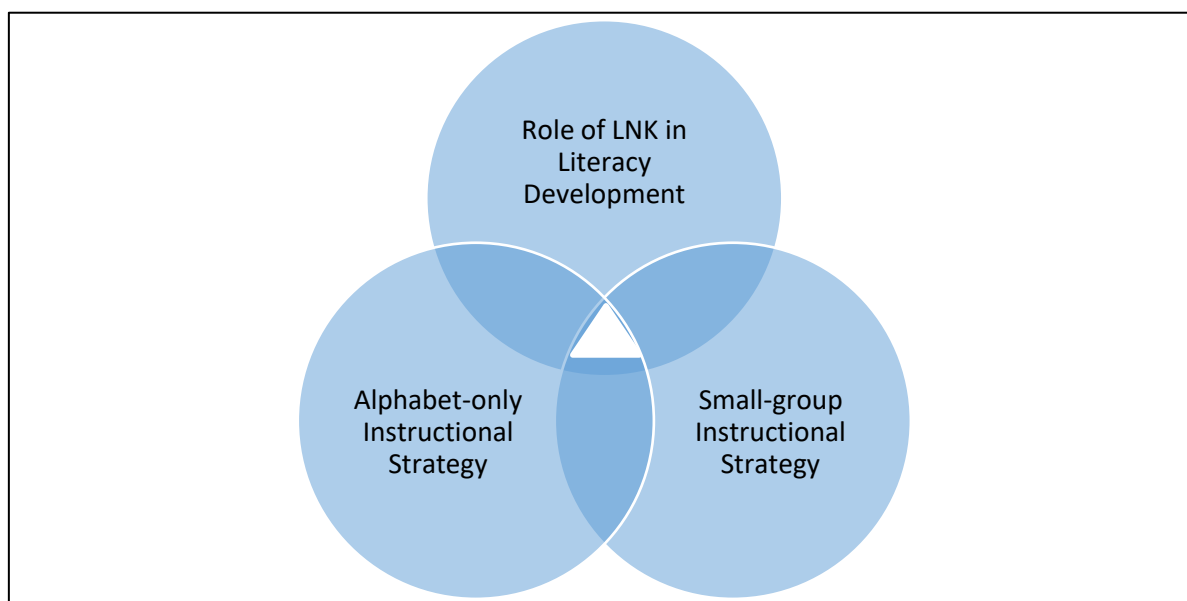 Role of LNK in
Literacy
Development
Alphabet-only
Instructional
Strategy
Small-group
Instructional
Strategy